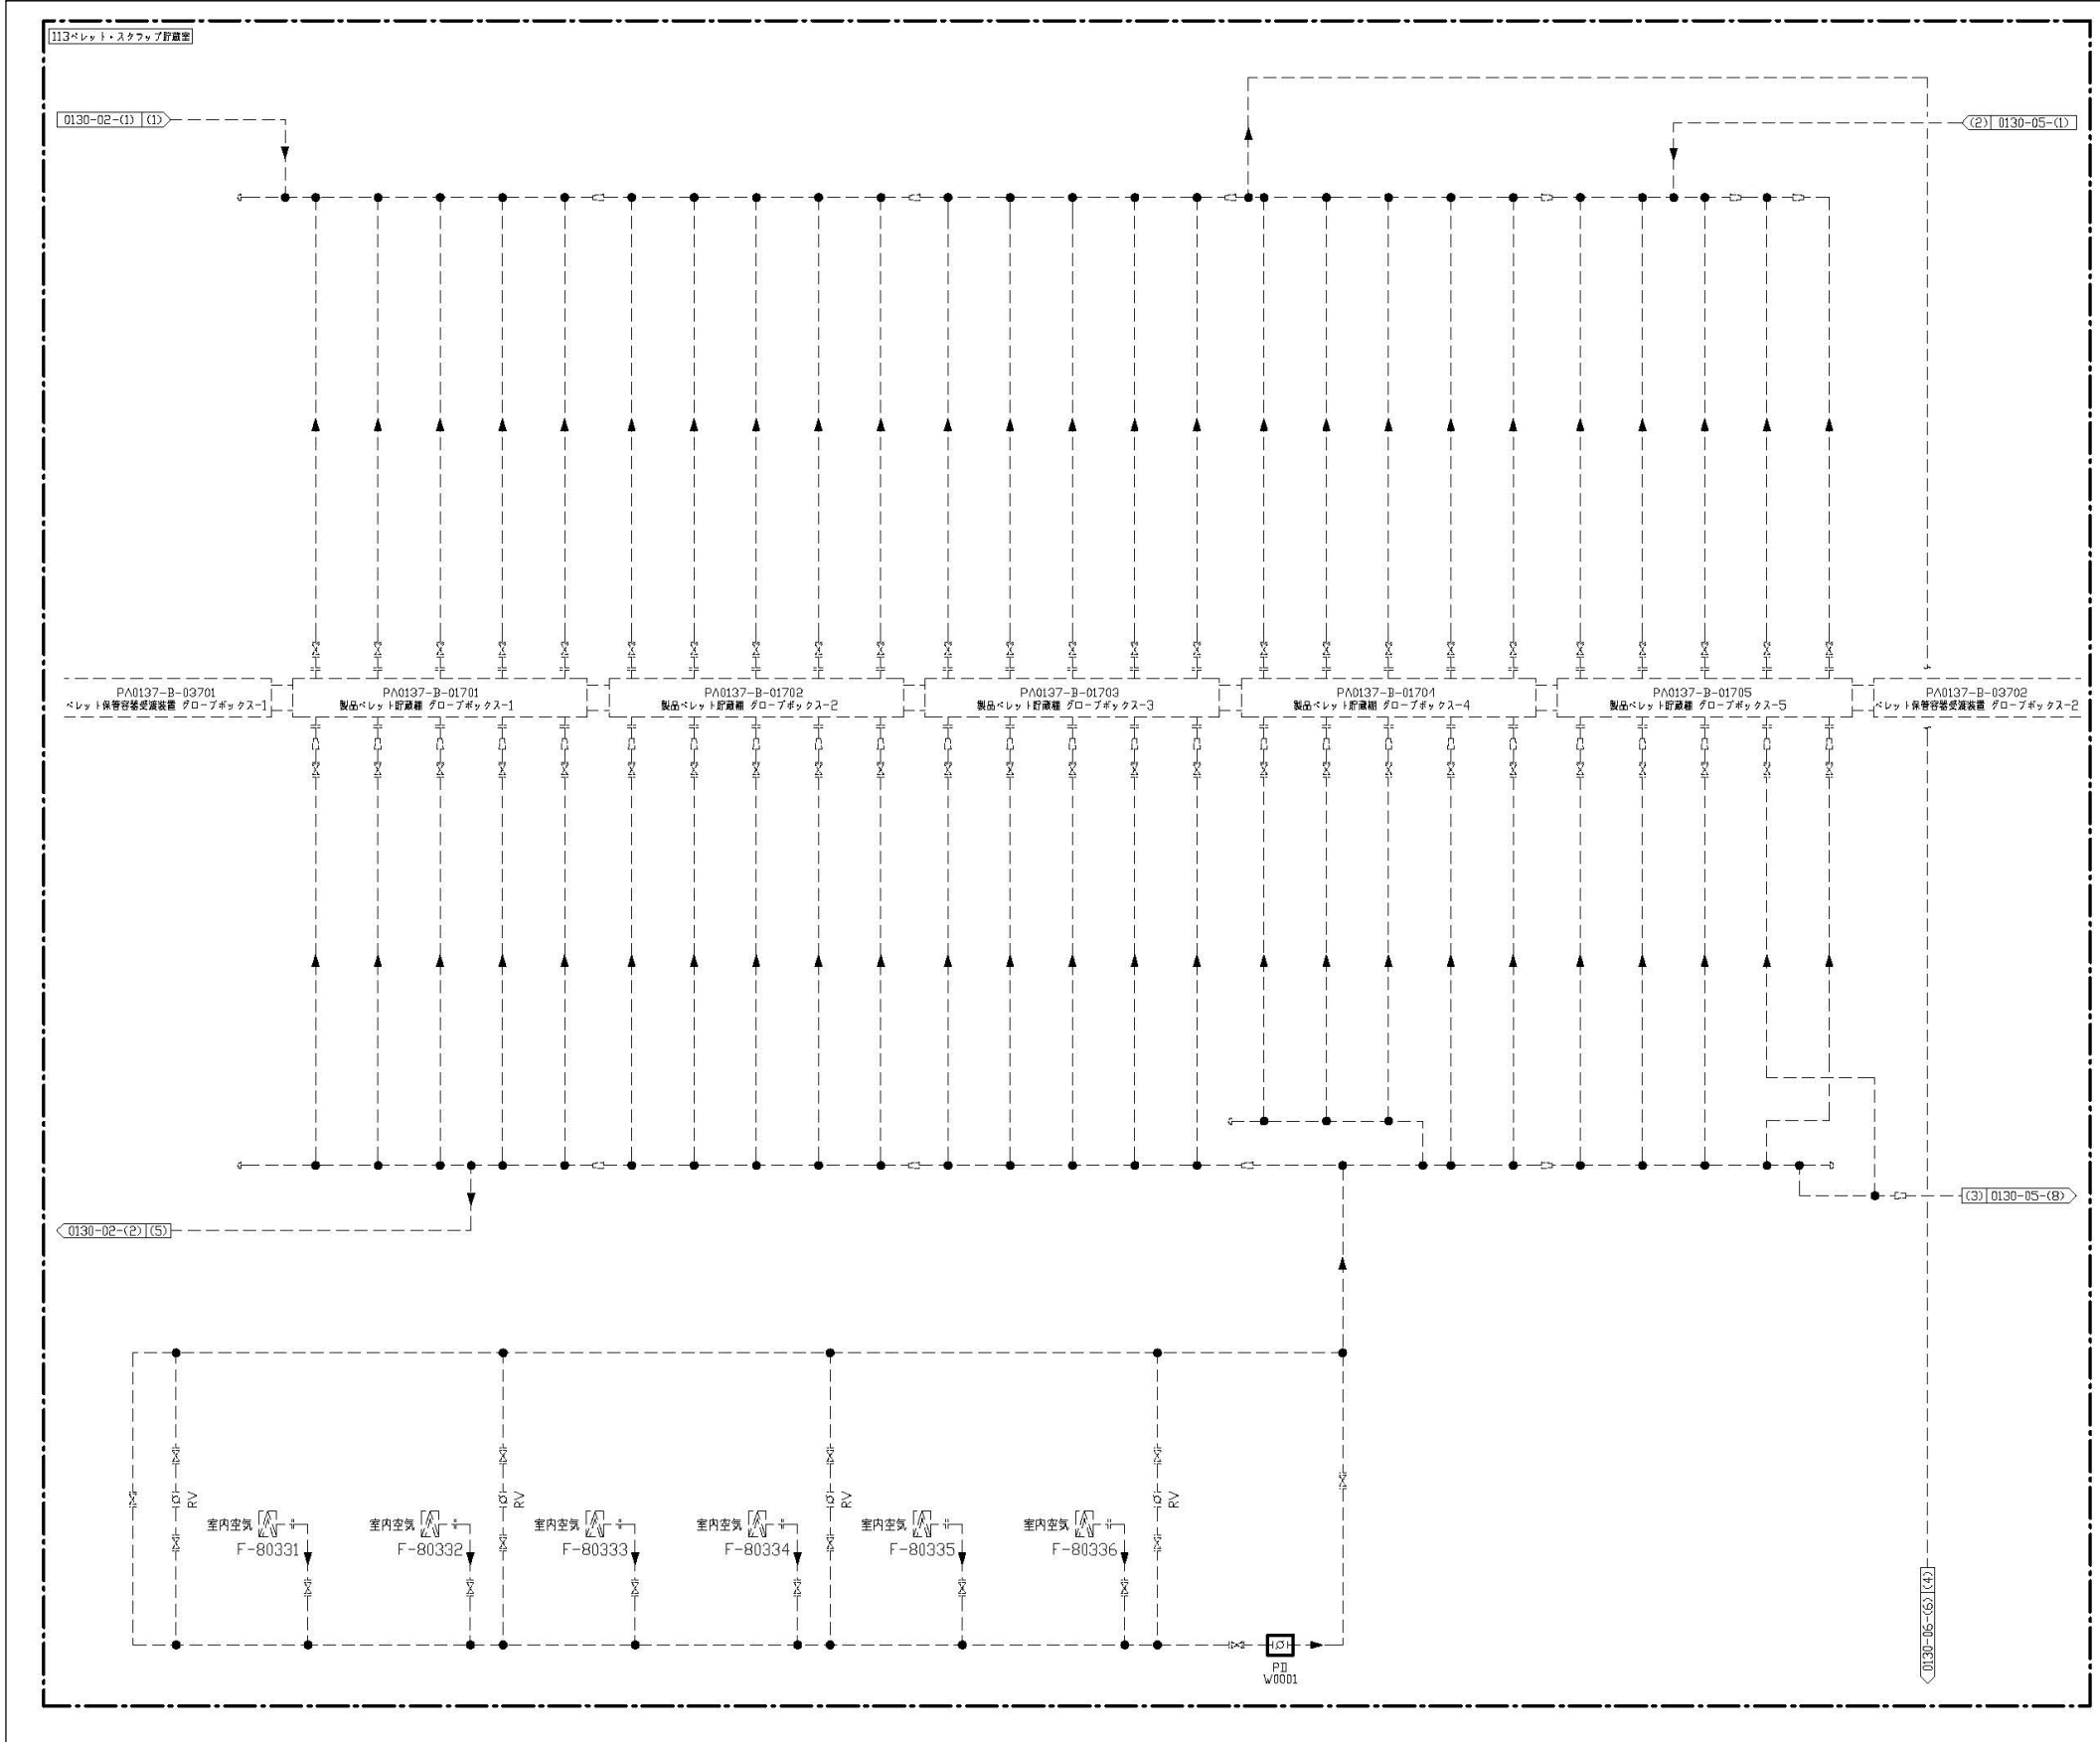 113ペレット・スクラップ貯蔵室
0130-02-(1) (1)
(2) 0130-05-(1)
PA0137-B-03701
ペレット保管容器受渡装置 グローブボックス-1
PA0137-B-01701
製品ペレット貯蔵棚 グローブボックス-1
PA0137-B-01702
製品ペレット貯蔵棚 グローブボックス-2
PA0137-B-01703
製品ペレット貯蔵棚 グローブボックス-3
PA0137-B-01704
製品ペレット貯蔵棚 グローブボックス-4
PA0137-B-01705
製品ペレット貯蔵棚 グローブボックス-5
PA0137-B-03702
ペレット保管容器受渡装置 グローブボックス-2
(3) 0130-05-(8)
0130-02-(2) (5)
RV
RV
RV
RV
室内空気
F-80331
室内空気
F-80332
室内空気
F-80333
室内空気
F-80334
室内空気
F-80335
室内空気
F-80336
PD
W0001
0130-06-(6) (4)